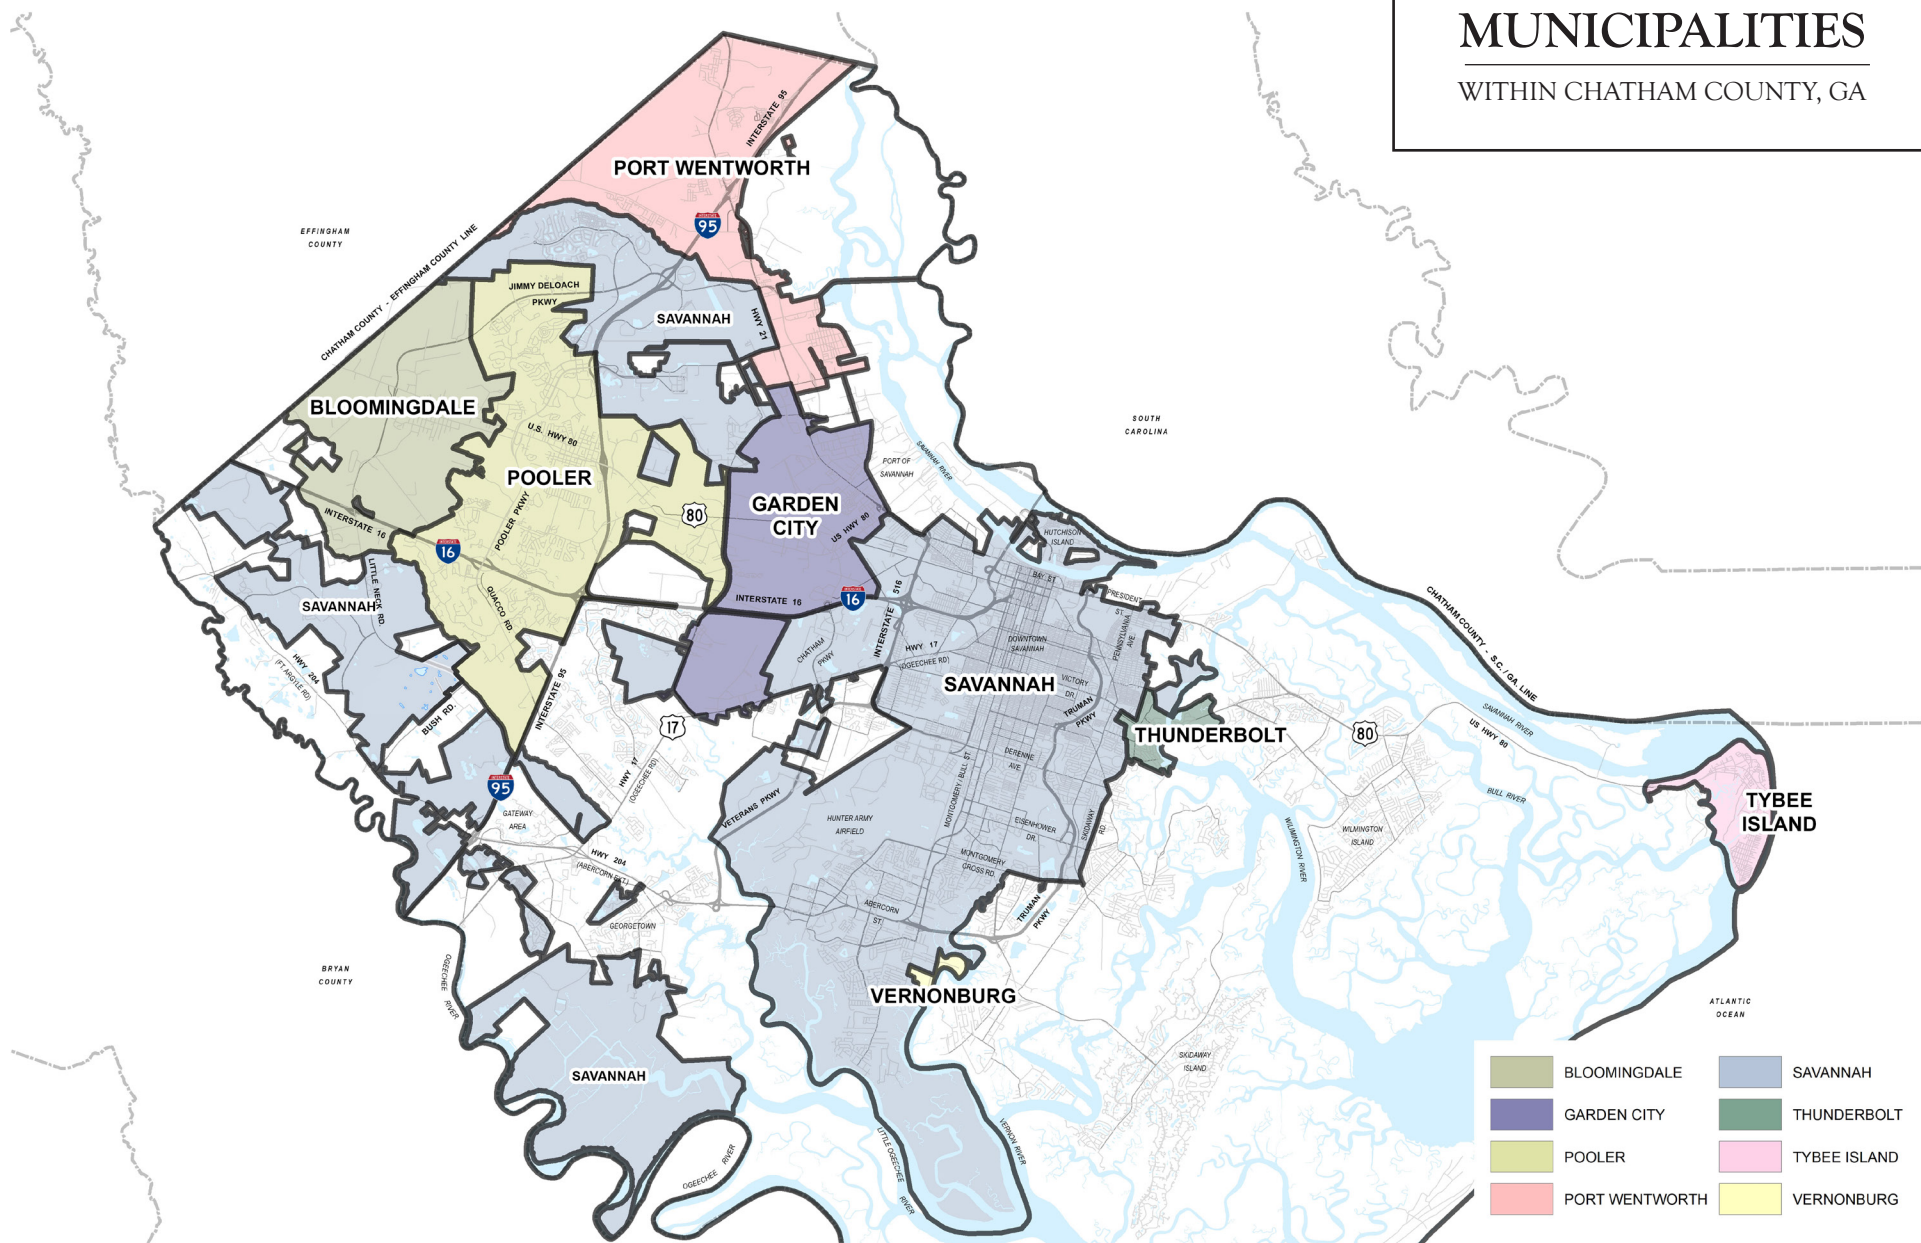 MUNICIPALITIES
WITHIN CHATHAM COUNTY, GA
INTERSTATE 95
PORT WENTWORTH
95
EFFINGHAM
COUNTY
CHATHAM COUNTY - EFFINGHAM COUNTY LINE
JIMMY DELOACH
PKWY
SAVANNAH
HWY 21
BLOOMINGDALE
U.S. HWY 80
SOUTH
CAROLINA
POOLER
PORT OF
SAVANNAH
SAVANNAH RIVER
GARDEN
CITY
80
US HWY 80
INTERSTATE 16
POOLER PKWY
16
HUTCHISON
ISLAND
LITTLE NECK RD.
QUACCO RD.
SAVANNAH
INTERSTATE 16
16
INTERSTATE 516
BAY ST
PRESIDENT
ST
PENNSYLVANIA
AVE
CHATHAM
PKWY
HWY 17
(OGEECHEE RD)
DOWNTOWN
SAVANNAH
HWY 204
(FT. ARGYLE RD)
SAVANNAH
VICTORY
DR
TRUMAN
PKWY
CHATHAM COUNTY - S.C. / GA. LINE
BUSH RD.
INTERSTATE 95
17
HWY 17
(OGEECHEE RD)
THUNDERBOLT
80
SAVANNAH RIVER
US HWY 80
DERENNE
AVE
MONTGOMERY / BULL ST
95
GATEWAY
AREA
VETERANS PKWY
HUNTER ARMY
AIRFIELD
EISENHOWER
DR.
SKIDAWAY
RD.
WILMINGTON RIVER
WILMINGTON
ISLAND
BULL RIVER
TYBEE
ISLAND
HWY 204
(ABERCORN EXT.)
MONTGOMERY
CROSS RD.
ABERCORN
ST.
TRUMAN
PKWY
GEORGETOWN
BRYAN
COUNTY
OGEECHEE RIVER
VERNONBURG
ATLANTIC
OCEAN
SKIDAWAY
ISLAND
SAVANNAH
OGEECHEE RIVER
LITTLE OGEECHEE RIVER
VERNON RIVER
BLOOMINGDALE
SAVANNAH
GARDEN CITY
THUNDERBOLT
POOLER
TYBEE ISLAND
PORT WENTWORTH
VERNONBURG